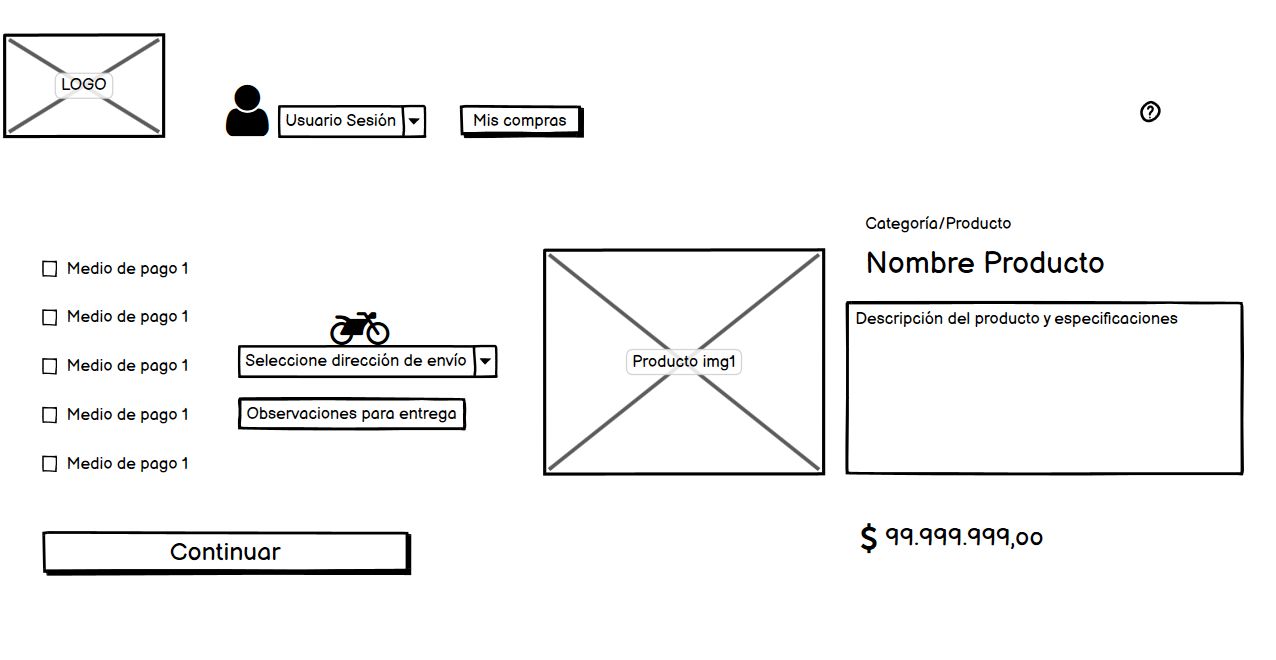 LOGO
Usuario Sesión
Mis compras
?
Categoría/Producto
Nombre Producto
Medio de pago 1
Medio de pago 1
Medio de pago 1
Medio de pago 1
Medio de pago 1
Seleccione dirección de envío
Observaciones para entrega
Producto img1
Descripción del producto y especificaciones
Continuar
$ 99.999.999,oo